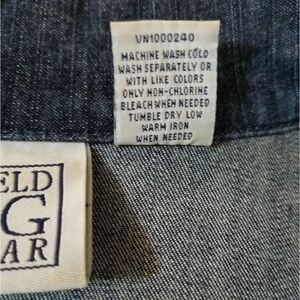 VN1000240
MACHINE WASH COLD
WASH SEPARATELY OR
WITH LIKE COLORS
ONLY NON-CHLORINE
BLEACH WHEN NEEDED
TUMBLE DRY LOW
WARM IRON
WHEN NEEDED
ELD
G
AR